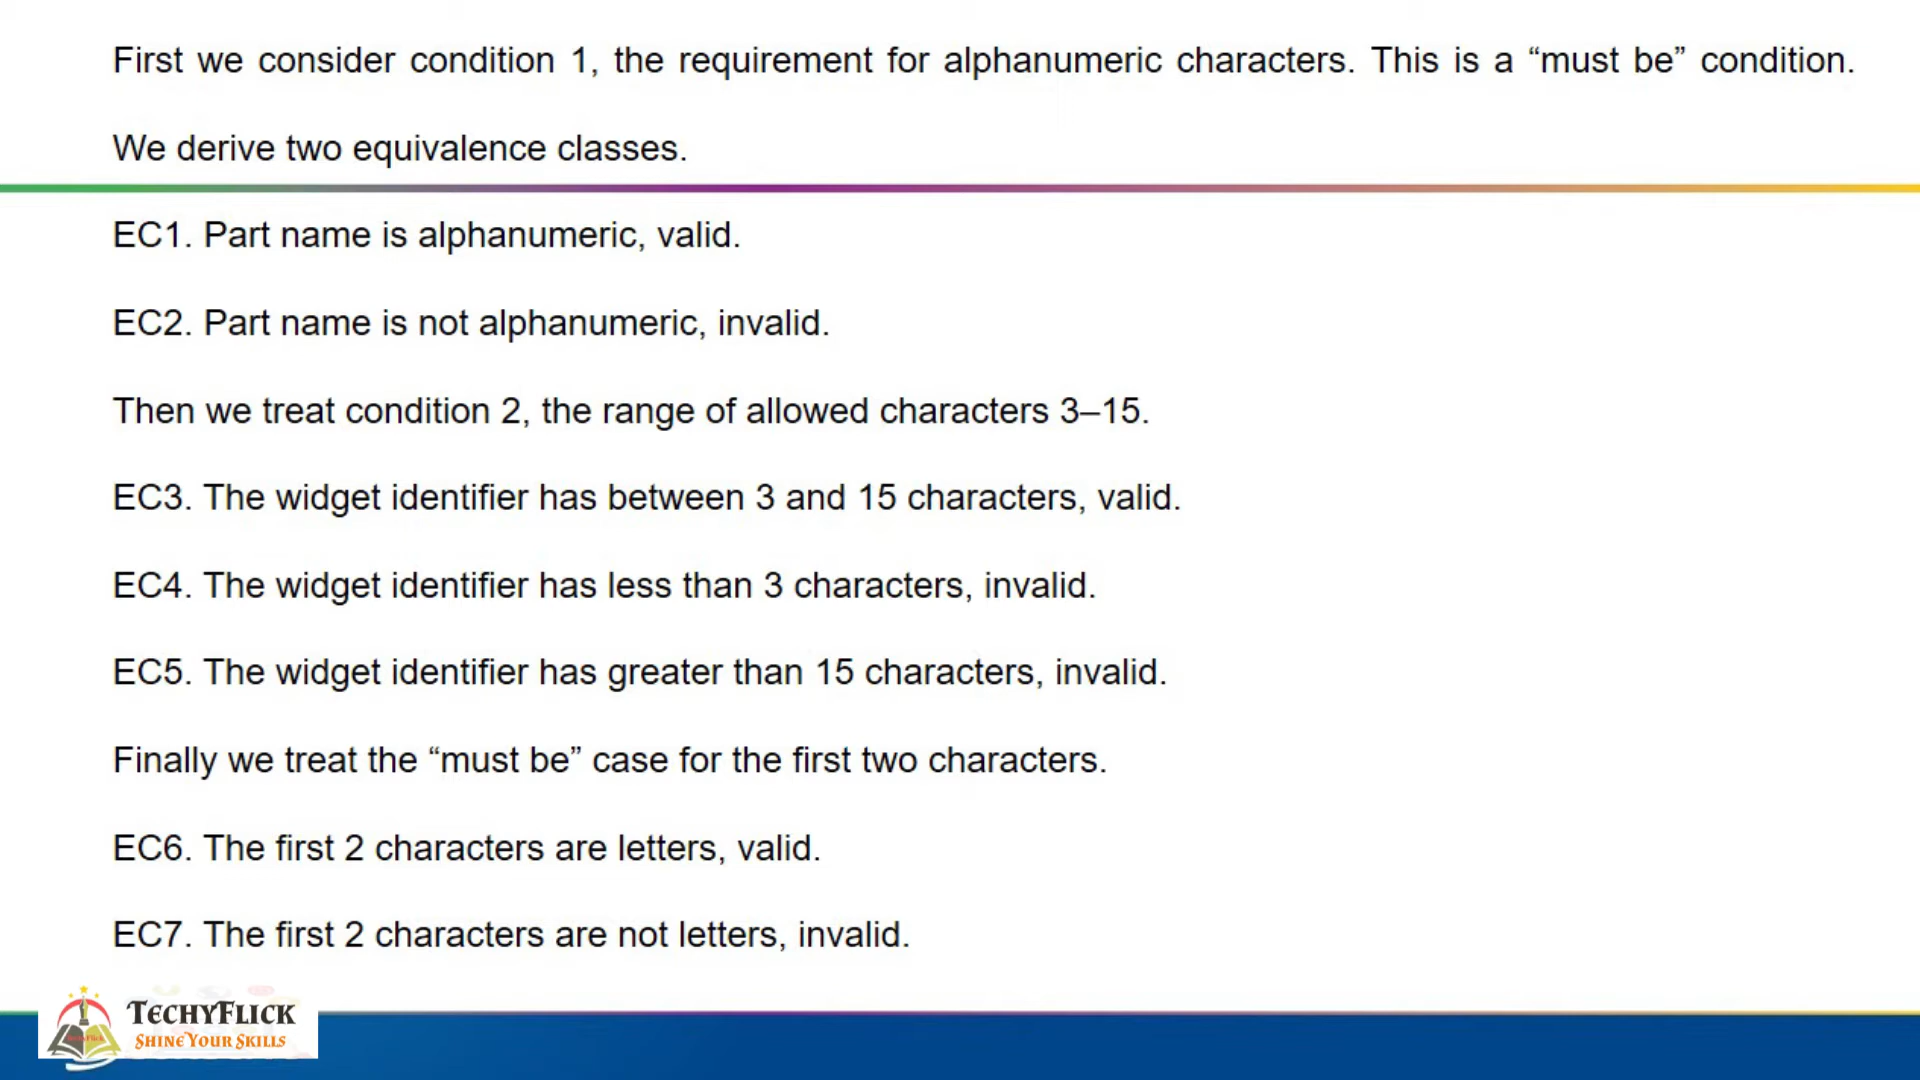 First we consider condition 1, the requirement for alphanumeric characters. This is a “must be” condition.
We derive two equivalence classes.
EC1. Part name is alphanumeric, valid.
EC2. Part name is not alphanumeric, invalid.
Then we treat condition 2, the range of allowed characters 3–15.
EC3. The widget identifier has between 3 and 15 characters, valid.
EC4. The widget identifier has less than 3 characters, invalid.
EC5. The widget identifier has greater than 15 characters, invalid.
Finally we treat the “must be” case for the first two characters.
EC6. The first 2 characters are letters, valid.
EC7. The first 2 characters are not letters, invalid.
TECHYFLICK
SHINE YOUR SKILLS